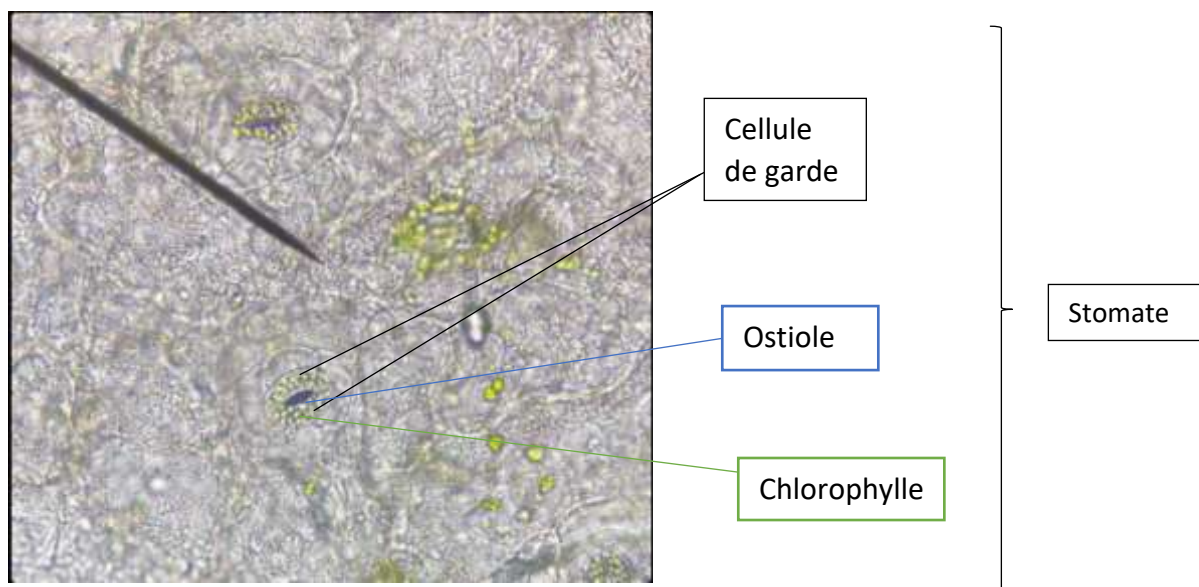 Cellule
de garde
Ostiole
Stomate
Chlorophylle